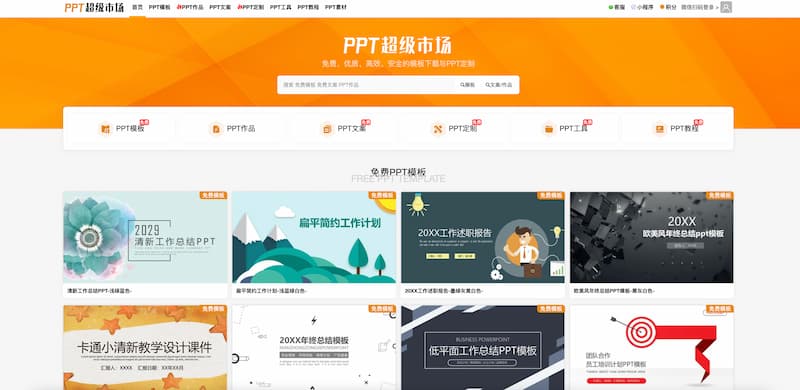 PPT超级市场
首页 PPT模板 PPT作品 PPT文案 PPT定制 PPT工具 PPT教程 PPT素材
客服 小程序 积分 微信扫码登录 >
PPT超级市场
免费、优质、高效、安全的模板下载与PPT定制
搜索 免费模板 免费文案 PPT作品 模板 文案/作品
PPT模板 免费 PPT作品 PPT文案 免费 PPT定制 免费 PPT工具 免费 PPT教程 免费
免费PPT模板
FREE PPT TEMPLATE
免费模板
2029
清新工作总结PPT
清新工作总结PPT-浅绿蓝色-
免费模板
扁平简约工作计划
扁平简约工作计划-浅蓝绿白色-
免费模板
20XX工作述职报告
20XX工作述职报告-墨绿灰黄白色-
免费模板
20XX
欧美风年终总结ppt模板
欧美风年终总结PPT模板-黑灰白色-
免费模板
卡通小清新教学设计课件
汇报人:XXXX 汇报日期:XX年XX月
免费模板
20XX年终总结模板
免费模板
BUSINESS POWERPOINT
低平面工作总结PPT模板
免费模板
团队合作
员工培训计划PPT模板